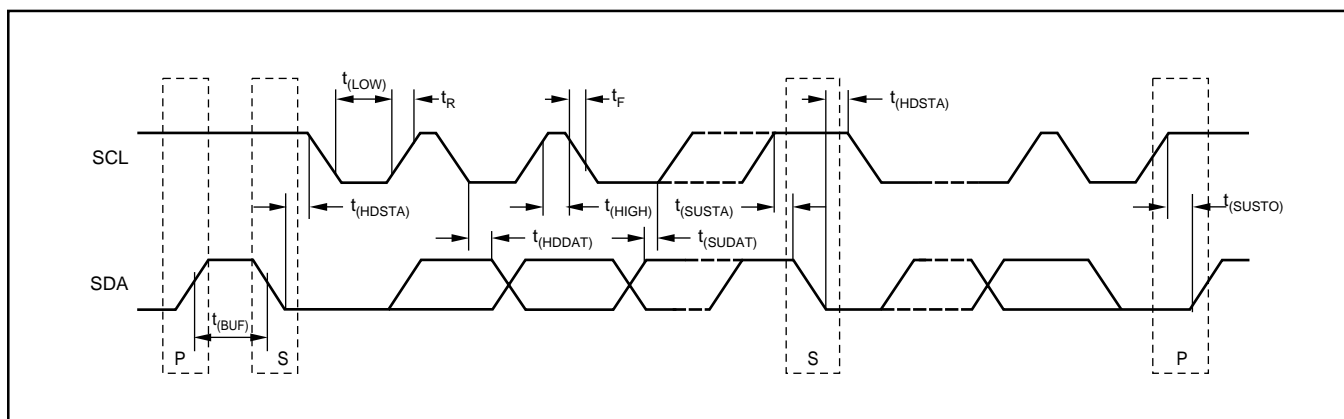 t(LOW)
tR
tF
t(HDSTA)
SCL
t(HDSTA)
t(HIGH)
t(SUSTA)
t(SUSTO)
t(HDDAT)
t(SUDAT)
SDA
t(BUF)
P
S
S
P